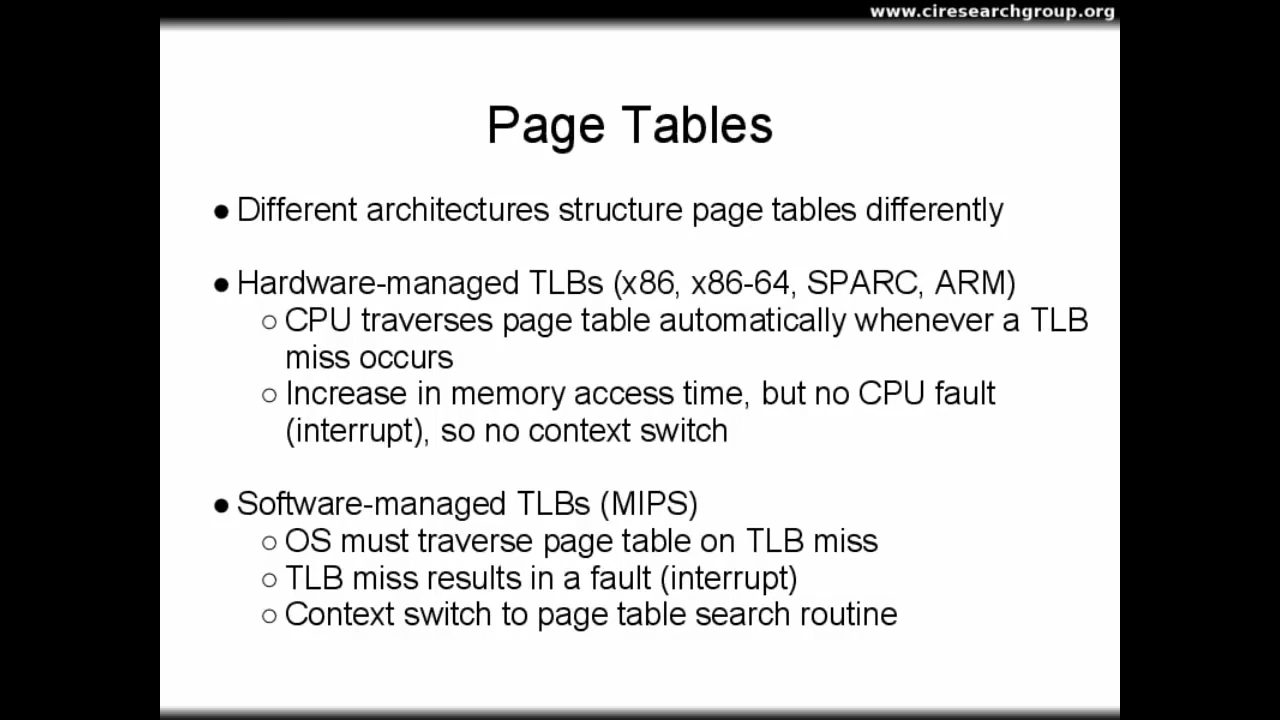 www.ciresearchgroup.org
Page Tables
● Different architectures structure page tables differently
● Hardware-managed TLBs (x86, x86-64, SPARC, ARM)
○ CPU traverses page table automatically whenever a TLB
miss occurs
○ Increase in memory access time, but no CPU fault
(interrupt), so no context switch
● Software-managed TLBs (MIPS)
○ OS must traverse page table on TLB miss
○ TLB miss results in a fault (interrupt)
○ Context switch to page table search routine